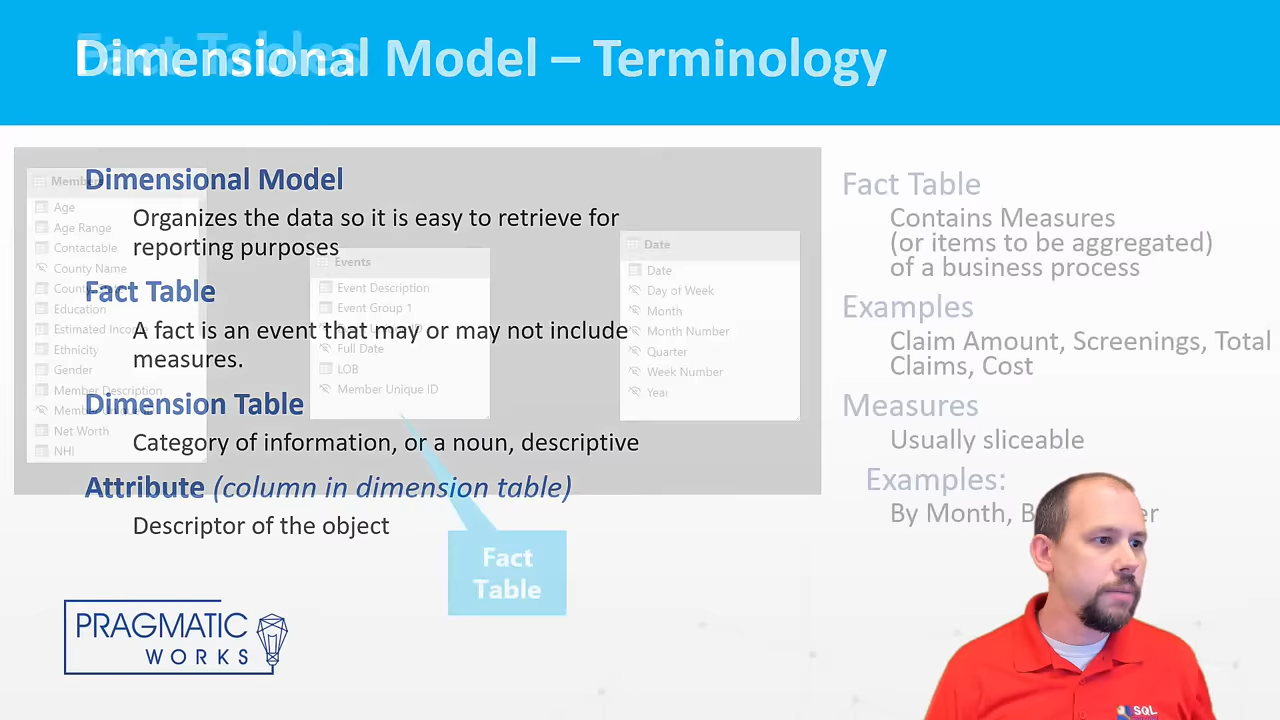 Dimensional Model – Terminology
Fact Tables
Dimensional Model
Organizes the data so it is easy to retrieve for
reporting purposes
Fact Table
A fact is an event that may or may not include
measures.
Dimension Table
Category of information, or a noun, descriptive
Attribute (column in dimension table)
Descriptor of the object
Age
Age Range
Contactable
County Name
Education
Estimated Income
Ethnicity
Gender
Member Description
Net Worth
NHI
Events
Event Description
Event Group 1
Full Date
LOB
Member Unique ID
Date
Date
Day of Week
Month
Month Number
Quarter
Week Number
Year
Fact
Table
Fact Table
Contains Measures
(or items to be aggregated)
of a business process
Examples
Claim Amount, Screenings, Total
Claims, Cost
Measures
Usually sliceable
Examples:
By Month, B
PRAGMATIC
WORKS
SQL